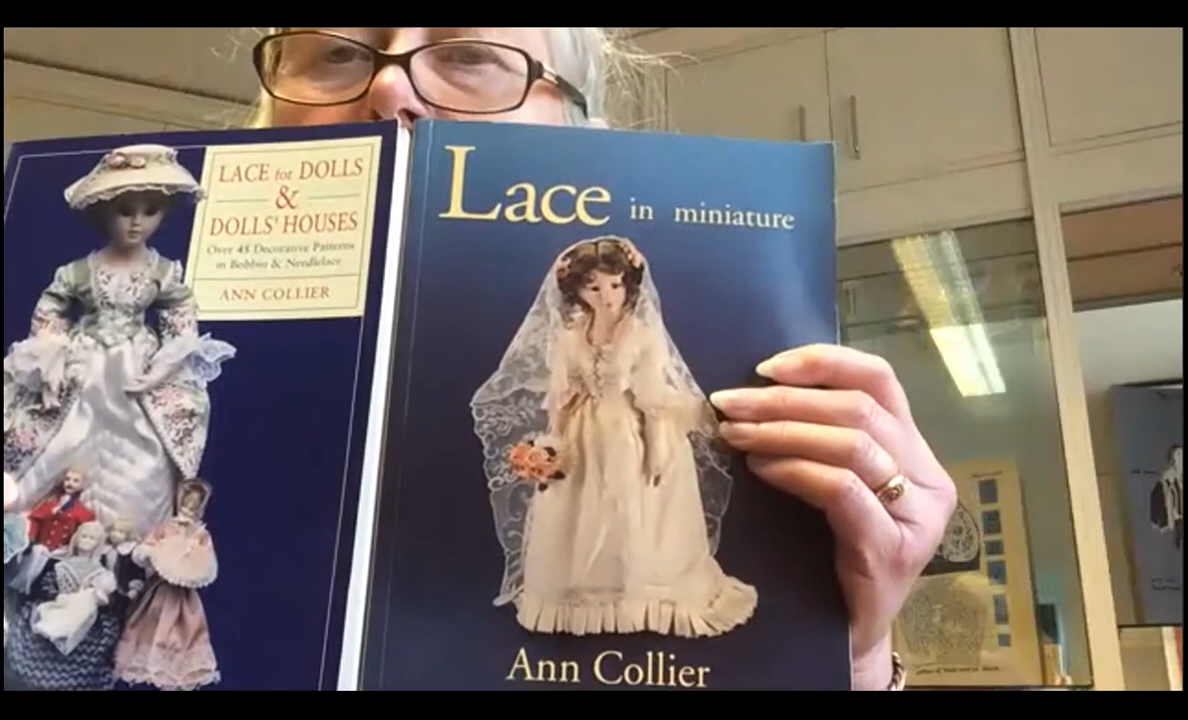 LACE for DOLLS
&
DOLLS' HOUSES
Over 45 Decorative Patterns
in Bobbin & Needlelace
ANN COLLIER
Lace in miniature
Ann Collier